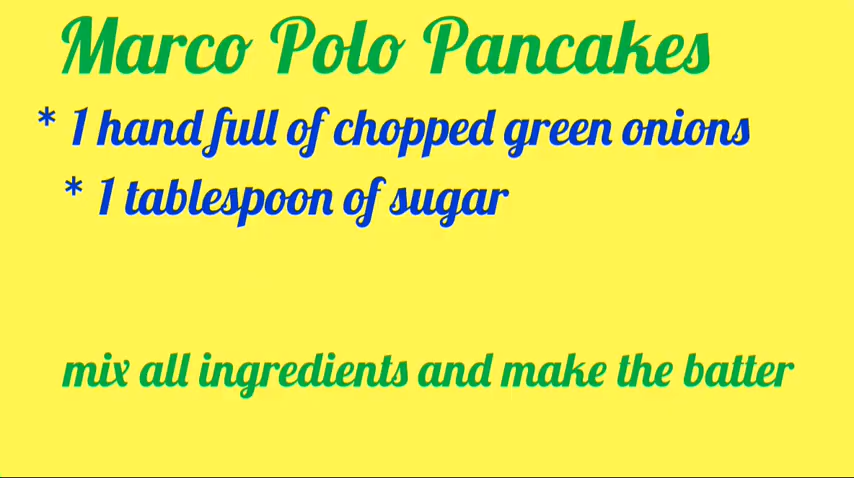 Marco Polo Pancakes
* 1 hand full of chopped green onions
* 1 tablespoon of sugar
mix all ingredients and make the batter